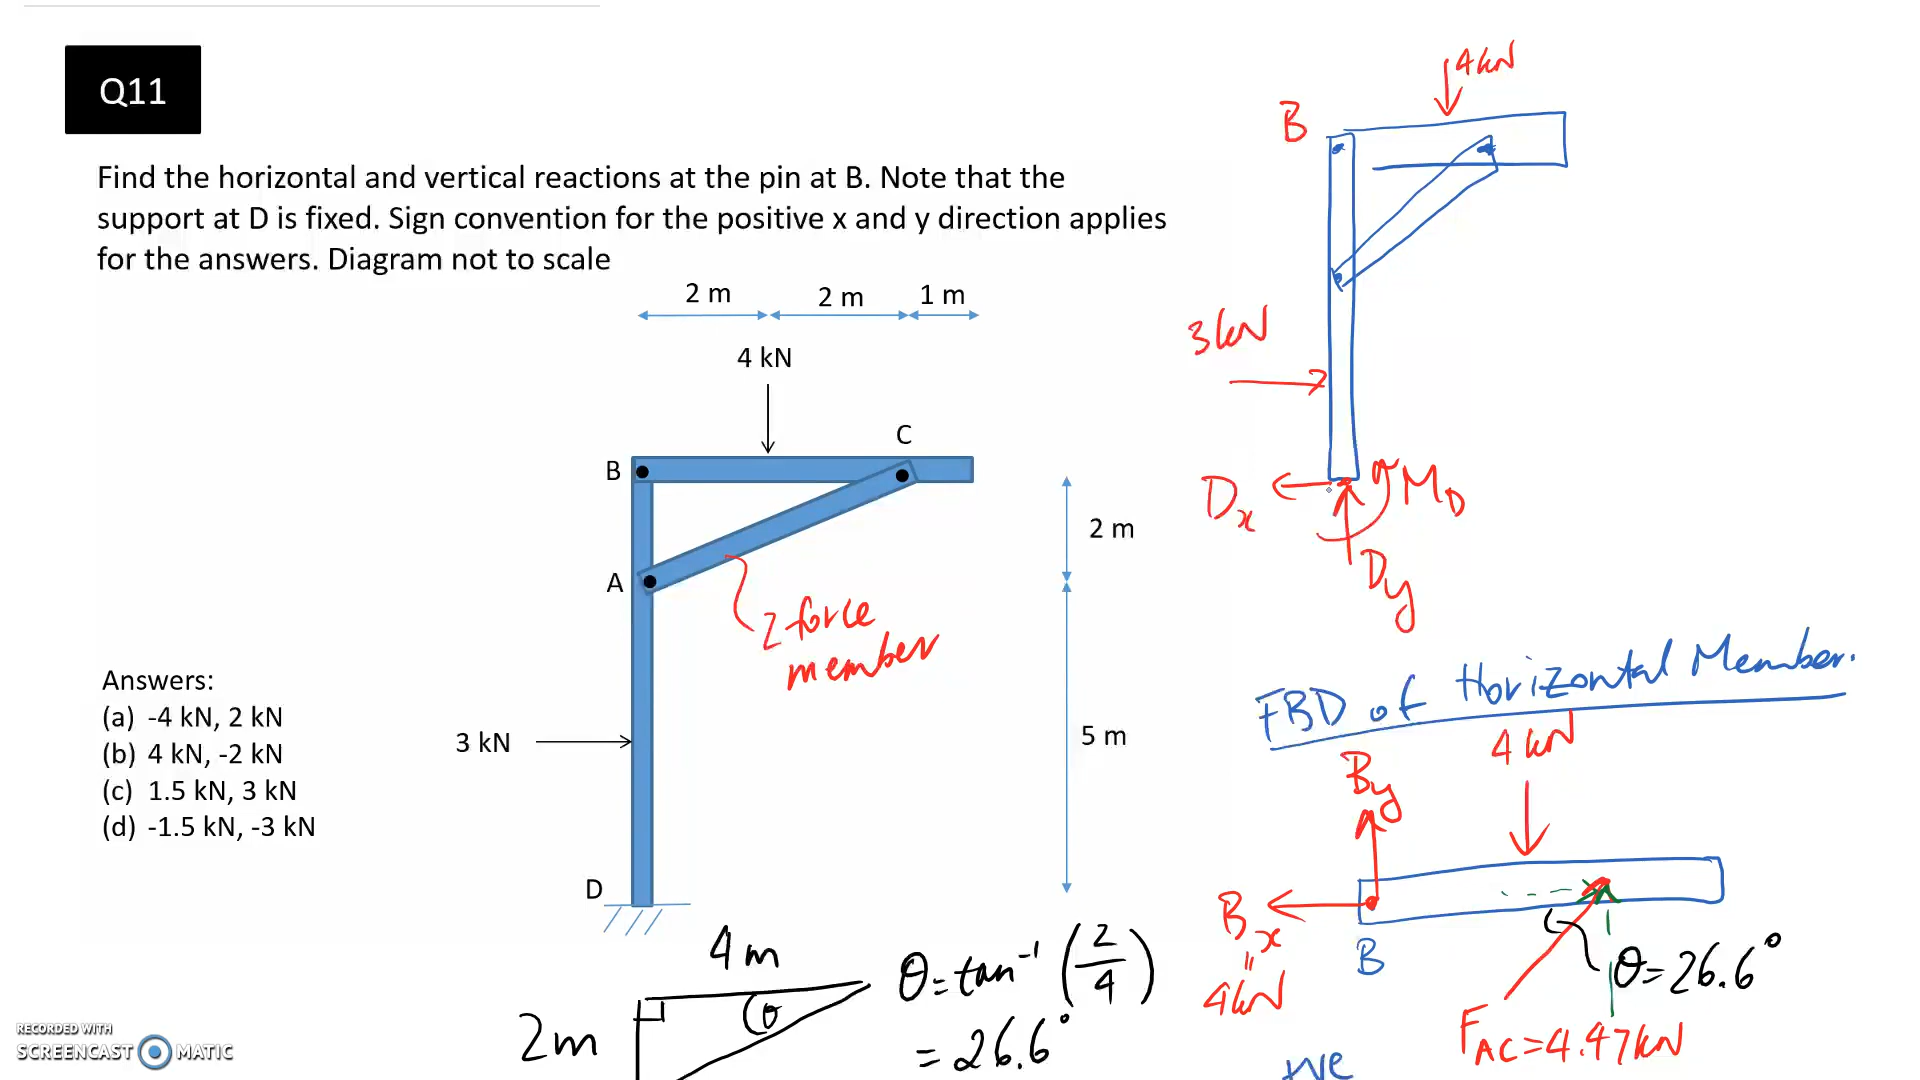 Q11
Find the horizontal and vertical reactions at the pin at B. Note that the
support at D is fixed. Sign convention for the positive x and y direction applies
for the answers. Diagram not to scale
2 m
2 m
1 m
4 kN
C
B
2 m
A
2 force
member
Answers:
(a) -4 kN, 2 kN
(b) 4 kN, -2 kN
(c) 1.5 kN, 3 kN
(d) -1.5 kN, -3 kN
3 kN
5 m
D
4m
2m
θ
θ = tan⁻¹ (2/4)
= 26.6°
4kN
B
3kN
Dx
MD
Dy
FBD of Horizontal Member.
4kN
By
Bx
=
4kN
B
θ=26.6°
FAC=4.47kN
+ve
RECORDED WITH
SCREENCAST MATIC